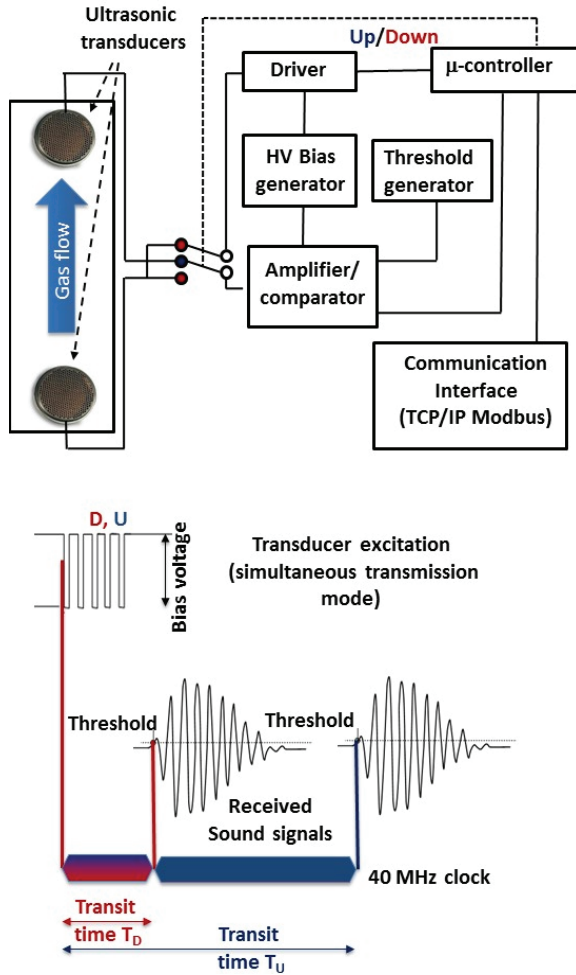 Ultrasonic
transducers
Up/Down
Driver
μ-controller
HV Bias
generator
Threshold
generator
Gas flow
Amplifier/
comparator
Communication
Interface
(TCP/IP Modbus)
D, U
Bias voltage
Transducer excitation
(simultaneous transmission
mode)
Threshold
Threshold
Received
Sound signals
40 MHz clock
Transit
time T_D
Transit
time T_U